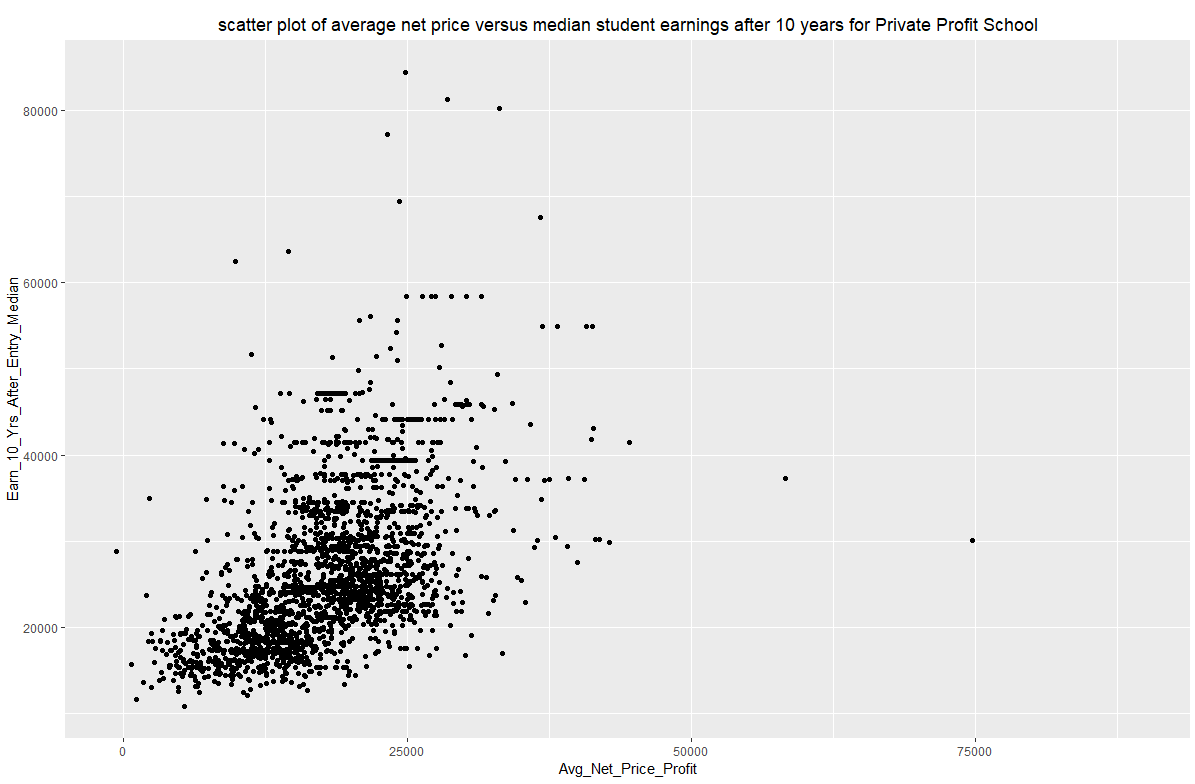 scatter plot of average net price versus median student earnings after 10 years for Private Profit School
Earn_10_Yrs_After_Entry_Median
80000
60000
40000
20000
0
25000
50000
75000
Avg_Net_Price_Profit